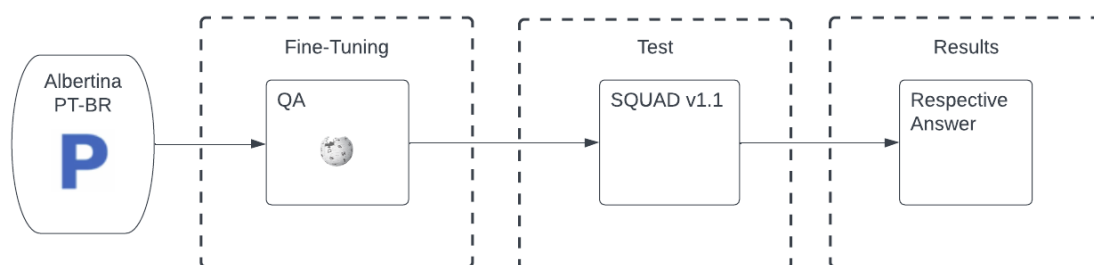 Albertina
PT-BR
P
Fine-Tuning
QA
Test
SQUAD v1.1
Results
Respective
Answer